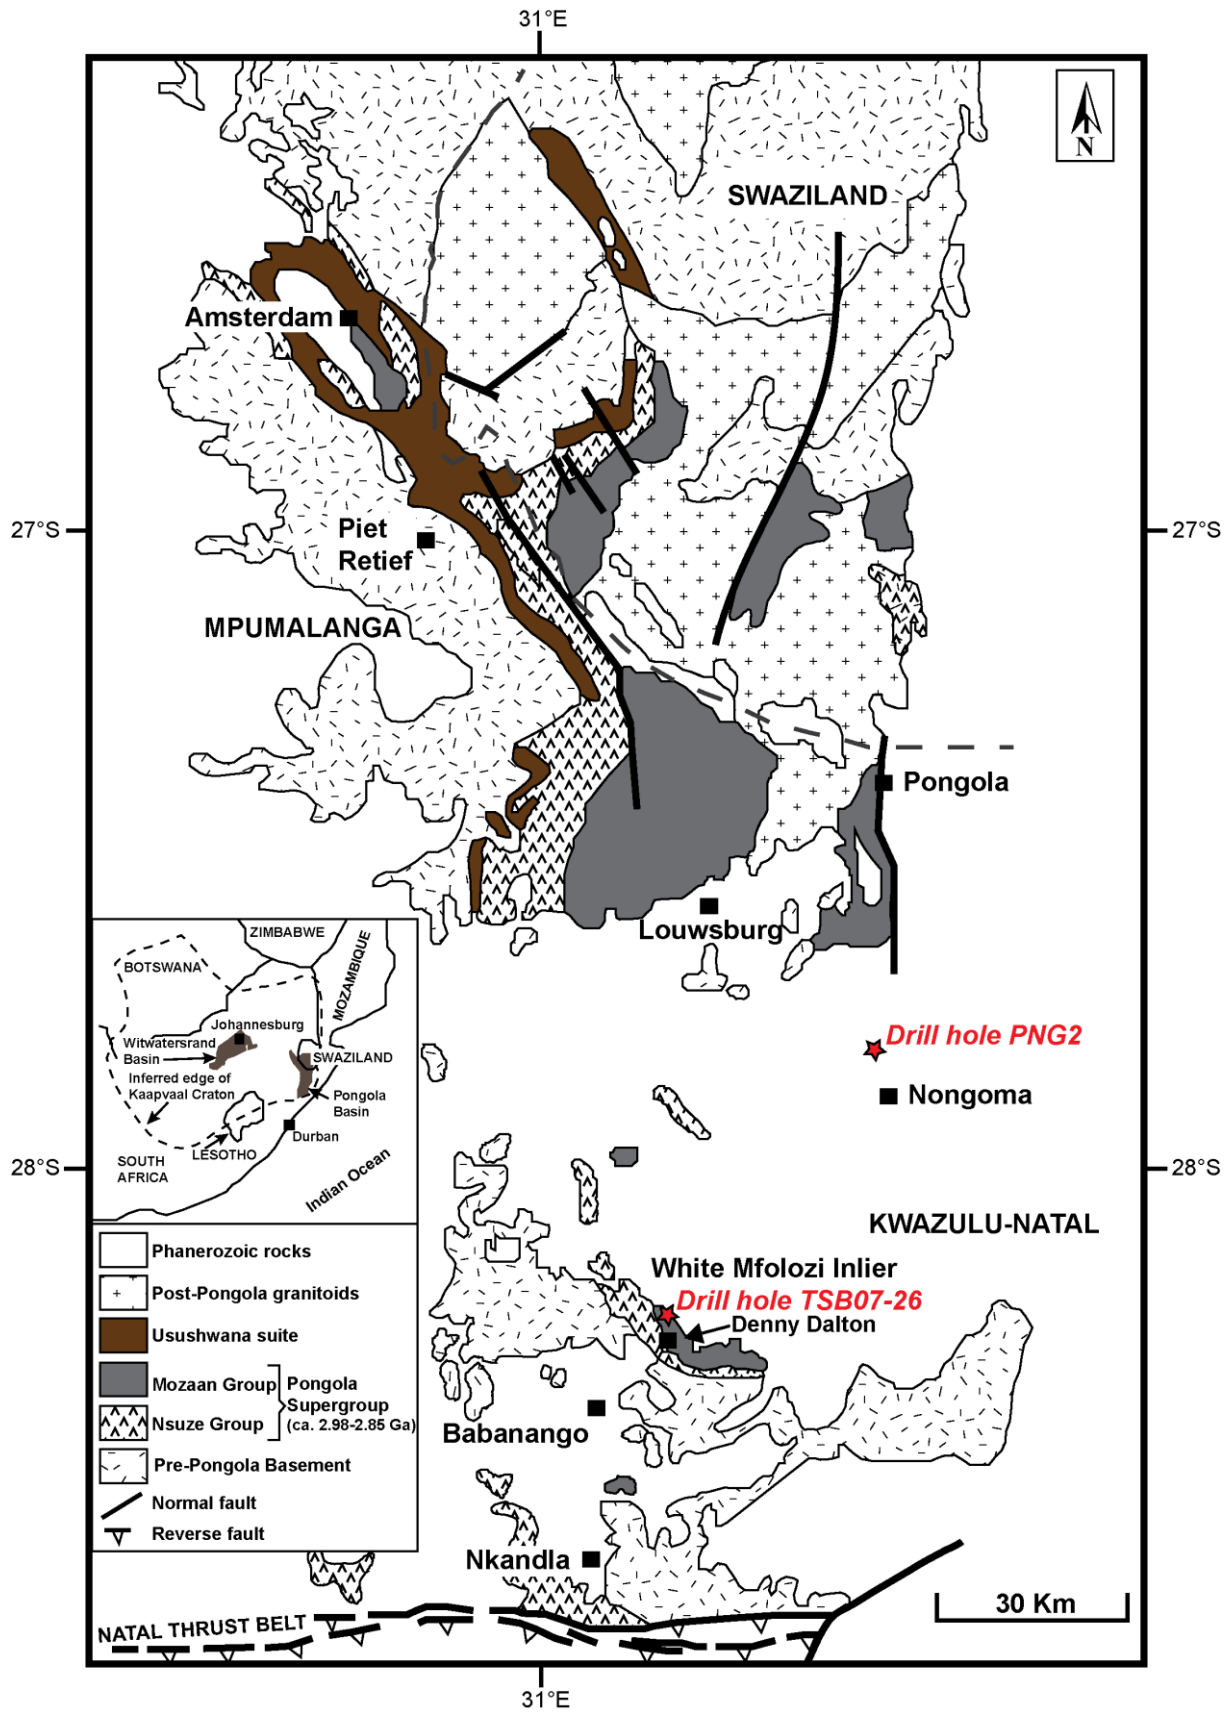 31°E
N
SWAZILAND
Amsterdam
27°S
27°S
Piet
Retief
MPUMALANGA
Pongola
Louwsburg
ZIMBABWE
BOTSWANA
MOZAMBIQUE
Johannesburg
Witwatersrand
Basin
SWAZILAND
Inferred edge of
Kaapvaal Craton
Pongola
Basin
Durban
LESOTHO
SOUTH
AFRICA
Indian Ocean
Drill hole PNG2
Nongoma
28°S
28°S
KWAZULU-NATAL
White Mfolozi Inlier
Drill hole TSB07-26
Denny Dalton
Babanango
Nkandla
Phanerozoic rocks
Post-Pongola granitoids
Usushwana suite
Mozaan Group
Nsuze Group
Pongola
Supergroup
(ca. 2.98-2.85 Ga)
Pre-Pongola Basement
Normal fault
Reverse fault
NATAL THRUST BELT
30 Km
31°E